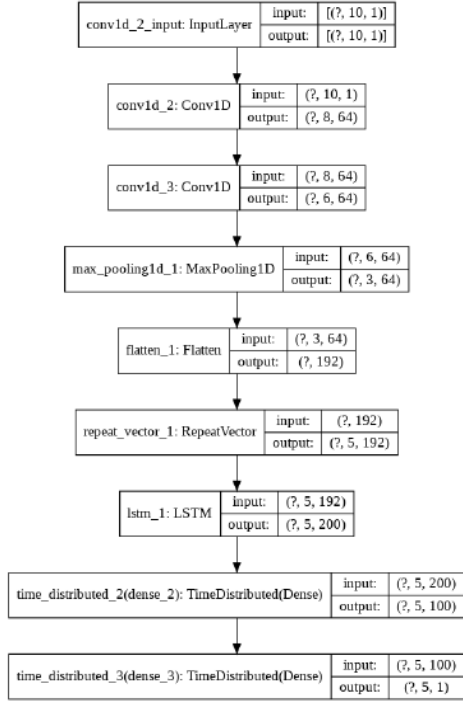 conv1d_2_input: InputLayer
input: [(?, 10, 1)]
output: [(?, 10, 1)]
conv1d_2: Conv1D
input: (?, 10, 1)
output: (?, 8, 64)
conv1d_3: Conv1D
input: (?, 8, 64)
output: (?, 6, 64)
max_pooling1d_1: MaxPooling1D
input: (?, 6, 64)
output: (?, 3, 64)
flatten_1: Flatten
input: (?, 3, 64)
output: (?, 192)
repeat_vector_1: RepeatVector
input: (?, 192)
output: (?, 5, 192)
lstm_1: LSTM
input: (?, 5, 192)
output: (?, 5, 200)
time_distributed_2(dense_2): TimeDistributed(Dense)
input: (?, 5, 200)
output: (?, 5, 100)
time_distributed_3(dense_3): TimeDistributed(Dense)
input: (?, 5, 100)
output: (?, 5, 1)